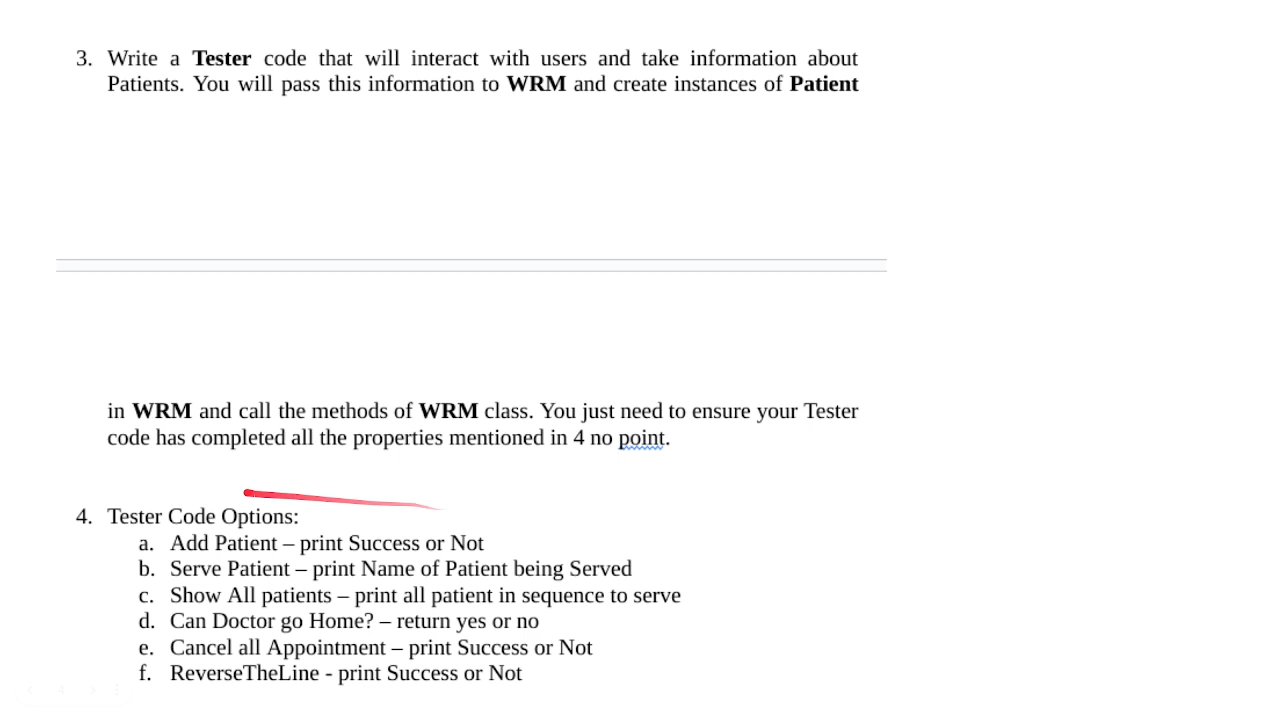 3. Write a Tester code that will interact with users and take information about
Patients. You will pass this information to WRM and create instances of Patient
in WRM and call the methods of WRM class. You just need to ensure your Tester
code has completed all the properties mentioned in 4 no point.
4. Tester Code Options:
a. Add Patient – print Success or Not
b. Serve Patient – print Name of Patient being Served
c. Show All patients – print all patient in sequence to serve
d. Can Doctor go Home? – return yes or no
e. Cancel all Appointment – print Success or Not
f. ReverseTheLine - print Success or Not